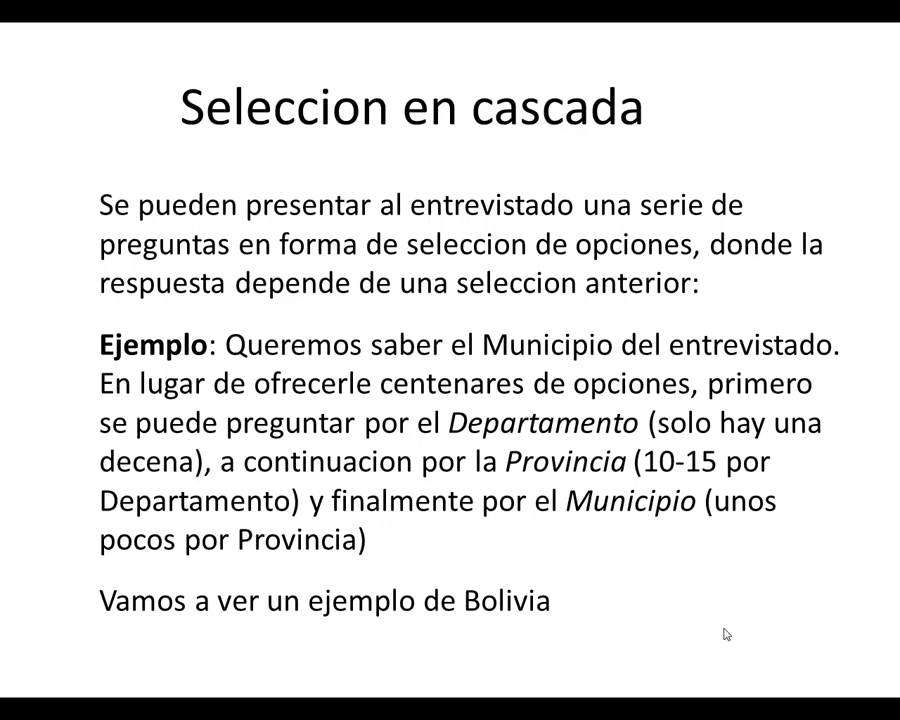 Seleccion en cascada
Se pueden presentar al entrevistado una serie de
preguntas en forma de seleccion de opciones, donde la
respuesta depende de una seleccion anterior:
Ejemplo: Queremos saber el Municipio del entrevistado.
En lugar de ofrecerle centenares de opciones, primero
se puede preguntar por el Departamento (solo hay una
decena), a continuacion por la Provincia (10-15 por
Departamento) y finalmente por el Municipio (unos
pocos por Provincia)
Vamos a ver un ejemplo de Bolivia